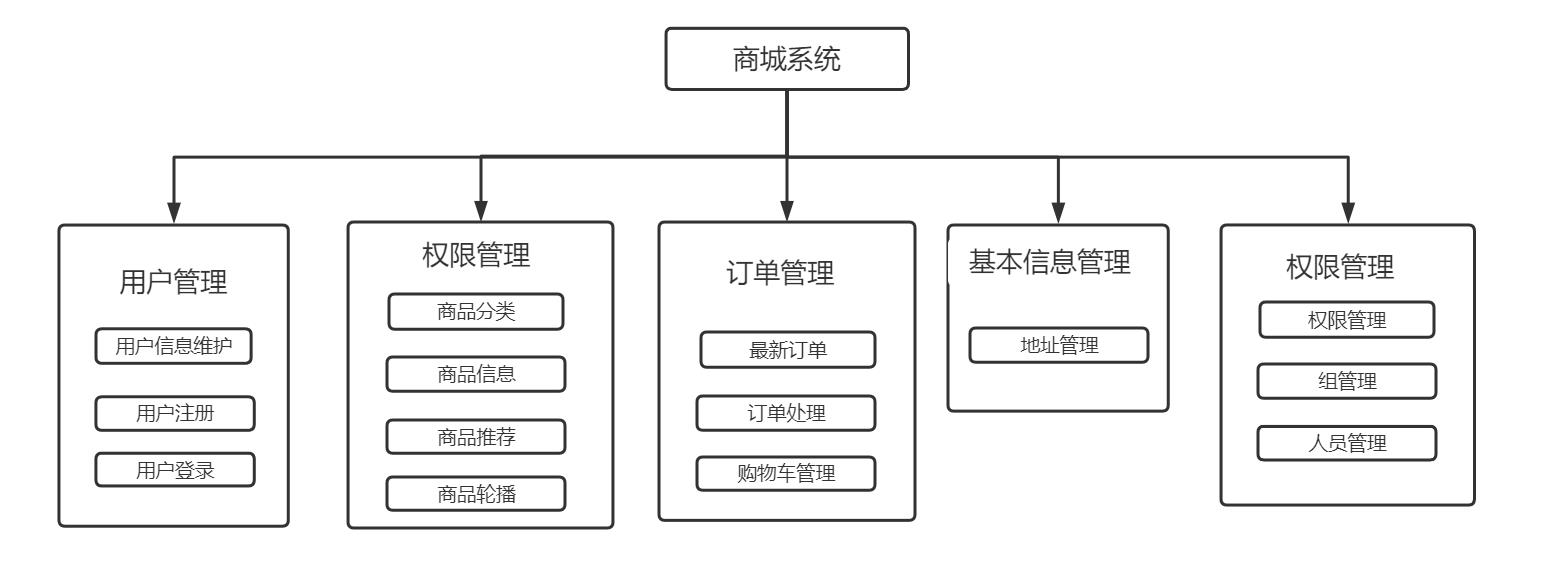 商城系统
用户管理
用户信息维护
用户注册
用户登录
权限管理
商品分类
商品信息
商品推荐
商品轮播
订单管理
最新订单
订单处理
购物车管理
基本信息管理
地址管理
权限管理
权限管理
组管理
人员管理